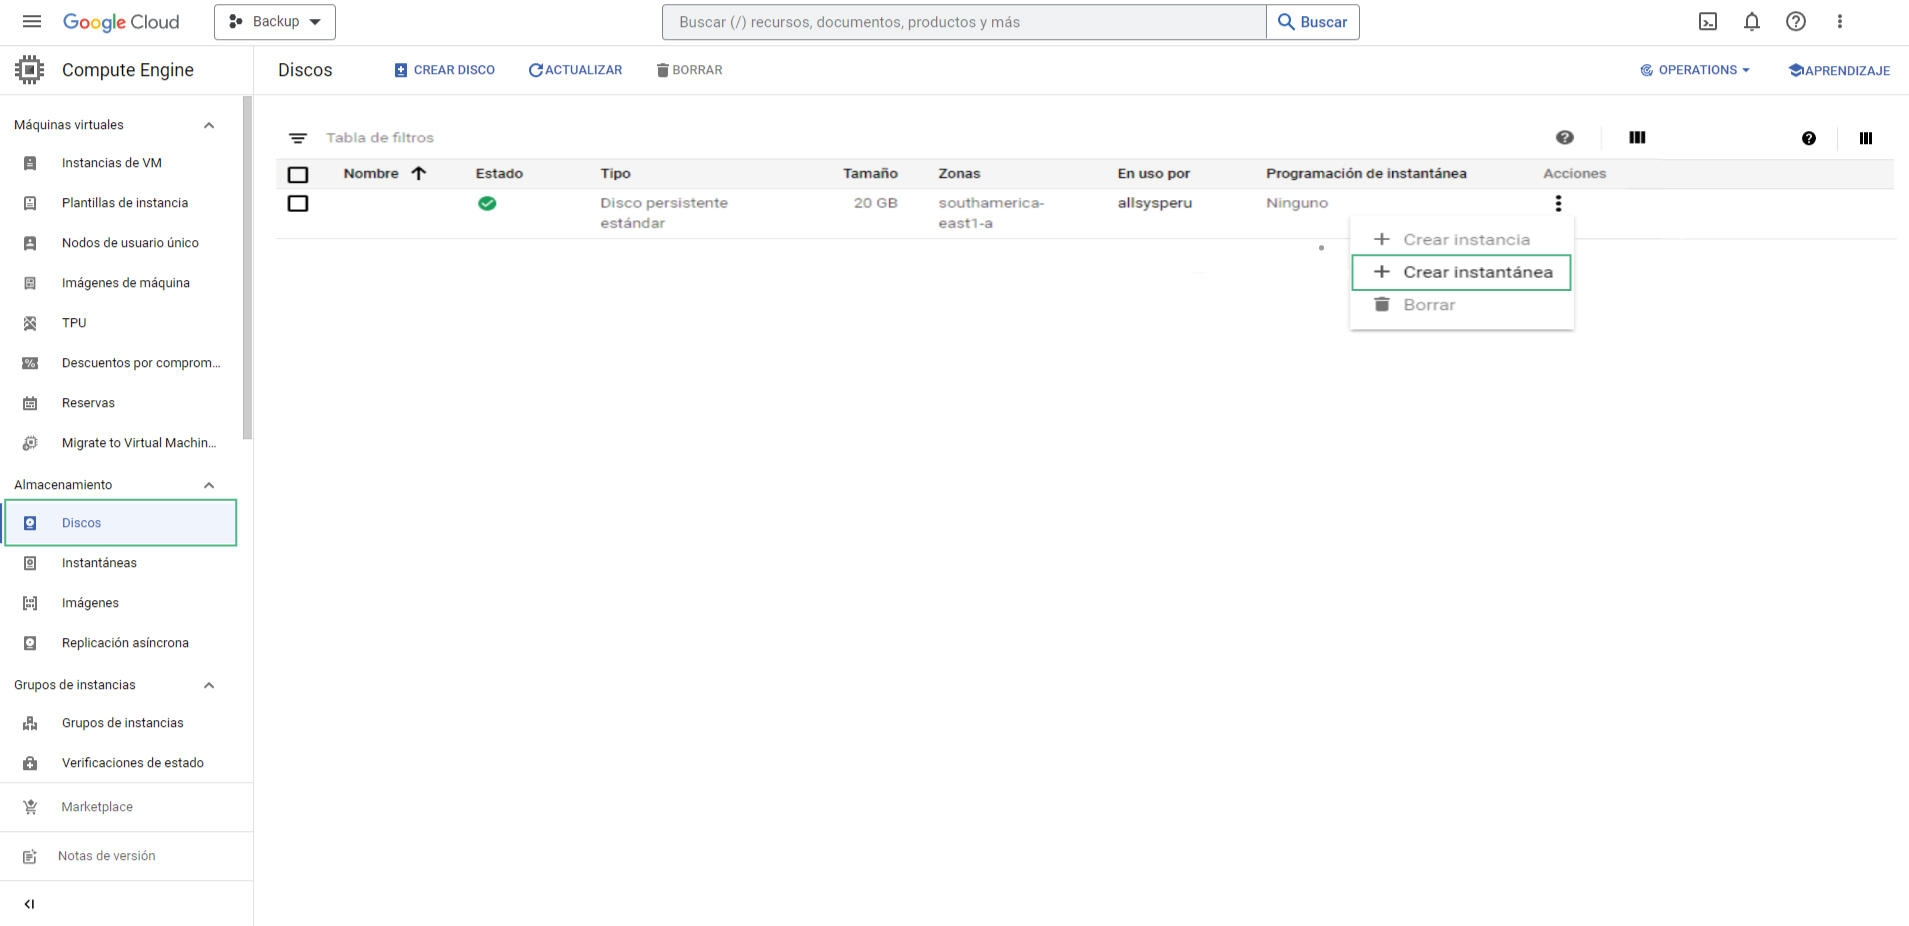 Google Cloud
Backup
Buscar (/) recursos, documentos, productos y más
Buscar
Compute Engine
Discos
CREAR DISCO
ACTUALIZAR
BORRAR
OPERATIONS
APRENDIZAJE
Máquinas virtuales
Instancias de VM
Plantillas de instancia
Nodos de usuario único
Imágenes de máquina
TPU
Descuentos por comprom...
Reservas
Migrate to Virtual Machin...
Almacenamiento
Discos
Instantáneas
Imágenes
Replicación asíncrona
Grupos de instancias
Grupos de instancias
Verificaciones de estado
Marketplace
Notas de versión
Tabla de filtros
Nombre Estado Tipo Tamaño Zonas En uso por Programación de instantánea Acciones
Disco persistente
estándar
20 GB
southamerica-
east1-a
allsysperu
Ninguno
Crear instancia
Crear instantánea
Borrar